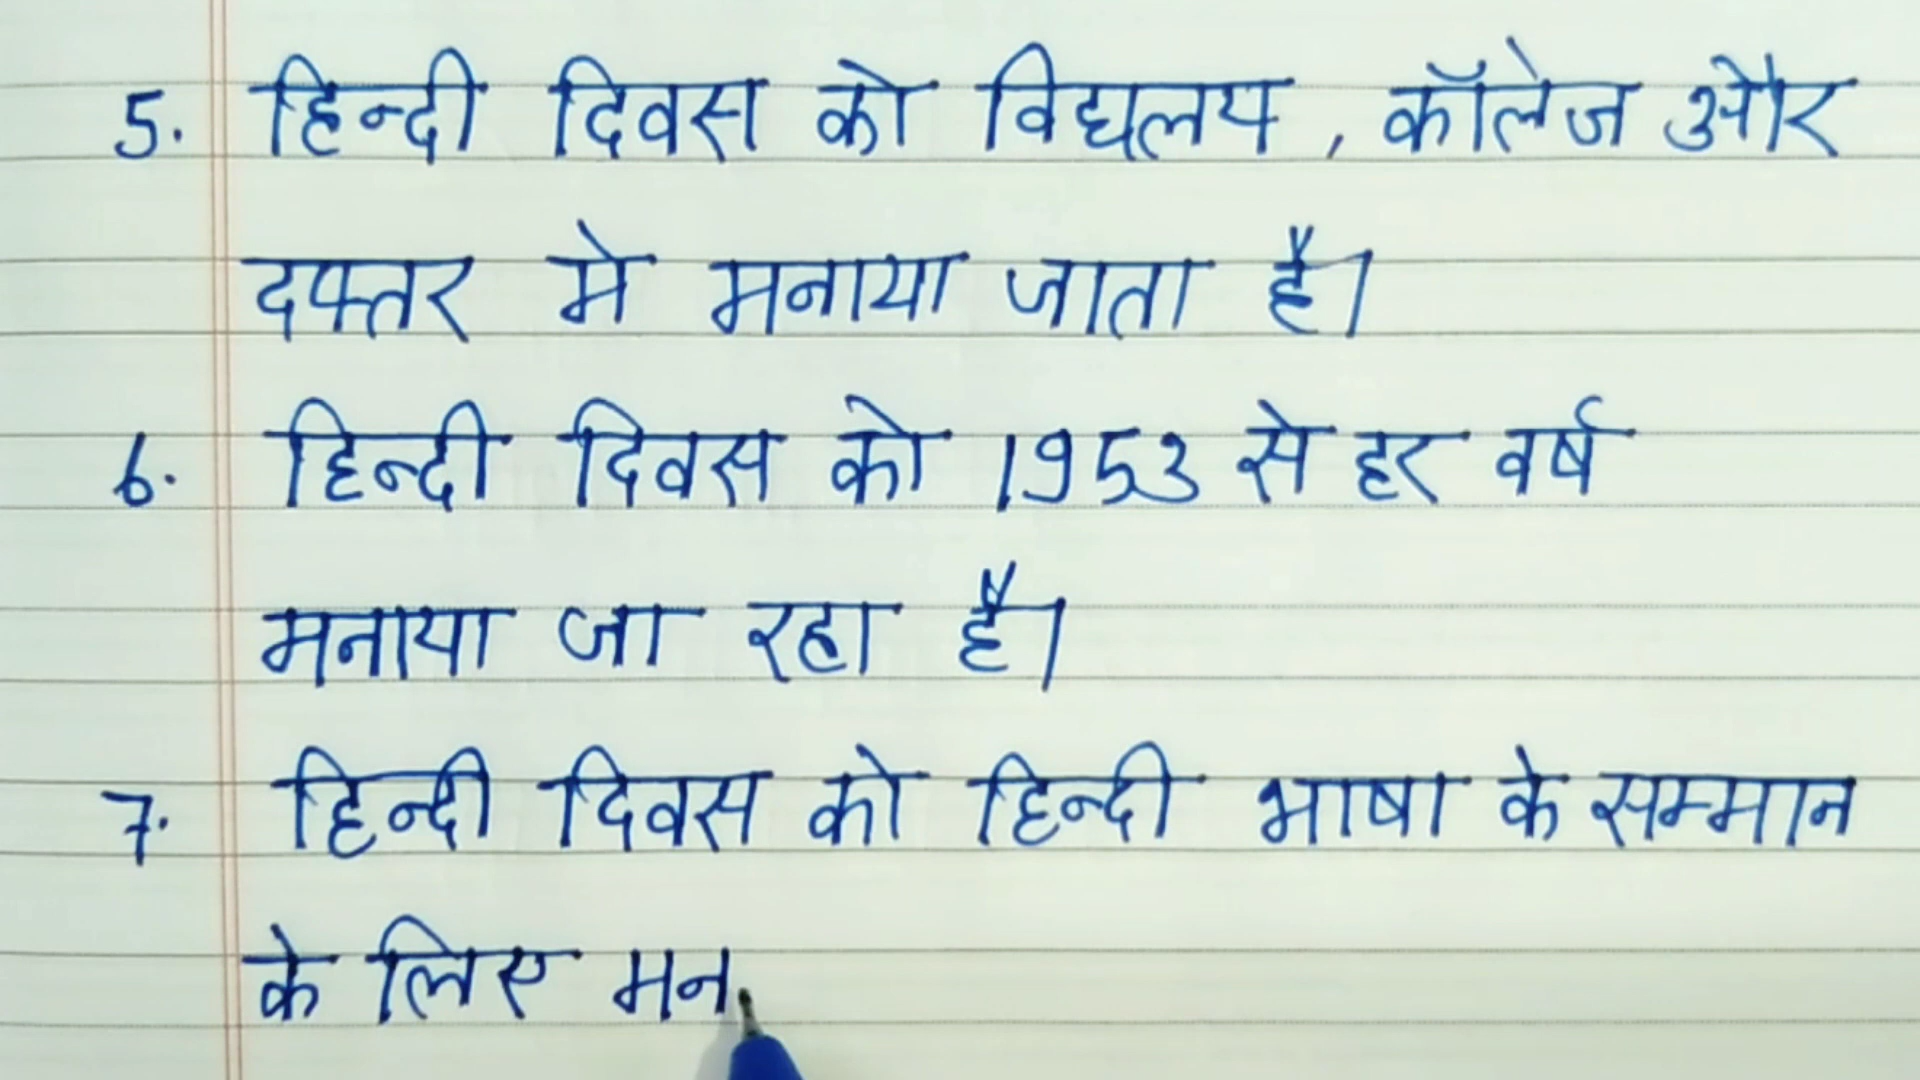 5. हिन्दी दिवस को विद्यलय , कॉलेज और
दफ्तर मे मनाया जाता है।
6. हिन्दी दिवस को 1953 से हर वर्ष
मनाया जा रहा है।
7. हिन्दी दिवस को हिन्दी भाषा के सम्मान
के लिए मन